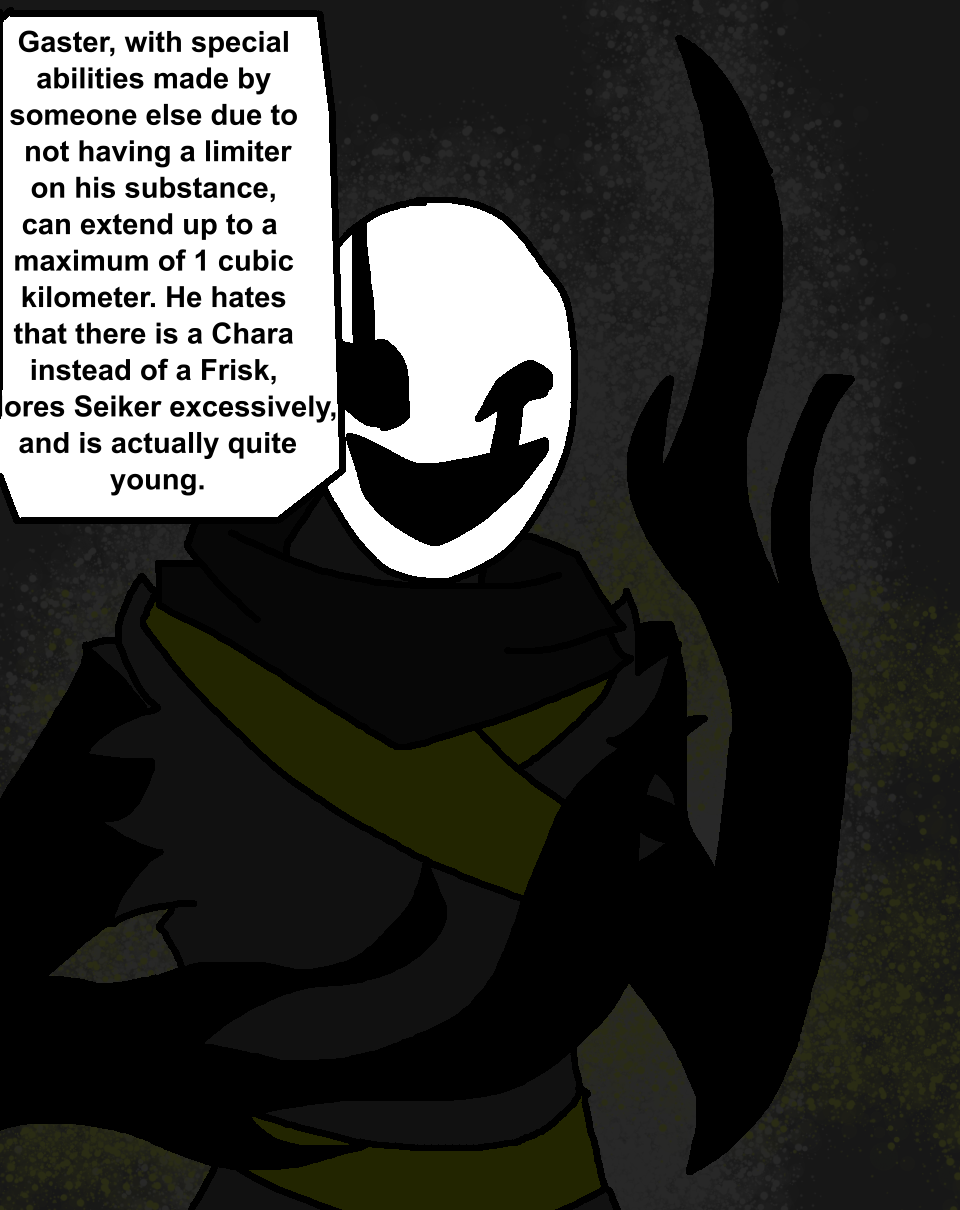 Gaster, with special
abilities made by
someone else due to
not having a limiter
on his substance,
can extend up to a
maximum of 1 cubic
kilometer. He hates
that there is a Chara
instead of a Frisk,
ores Seiker excessively,
and is actually quite
young.